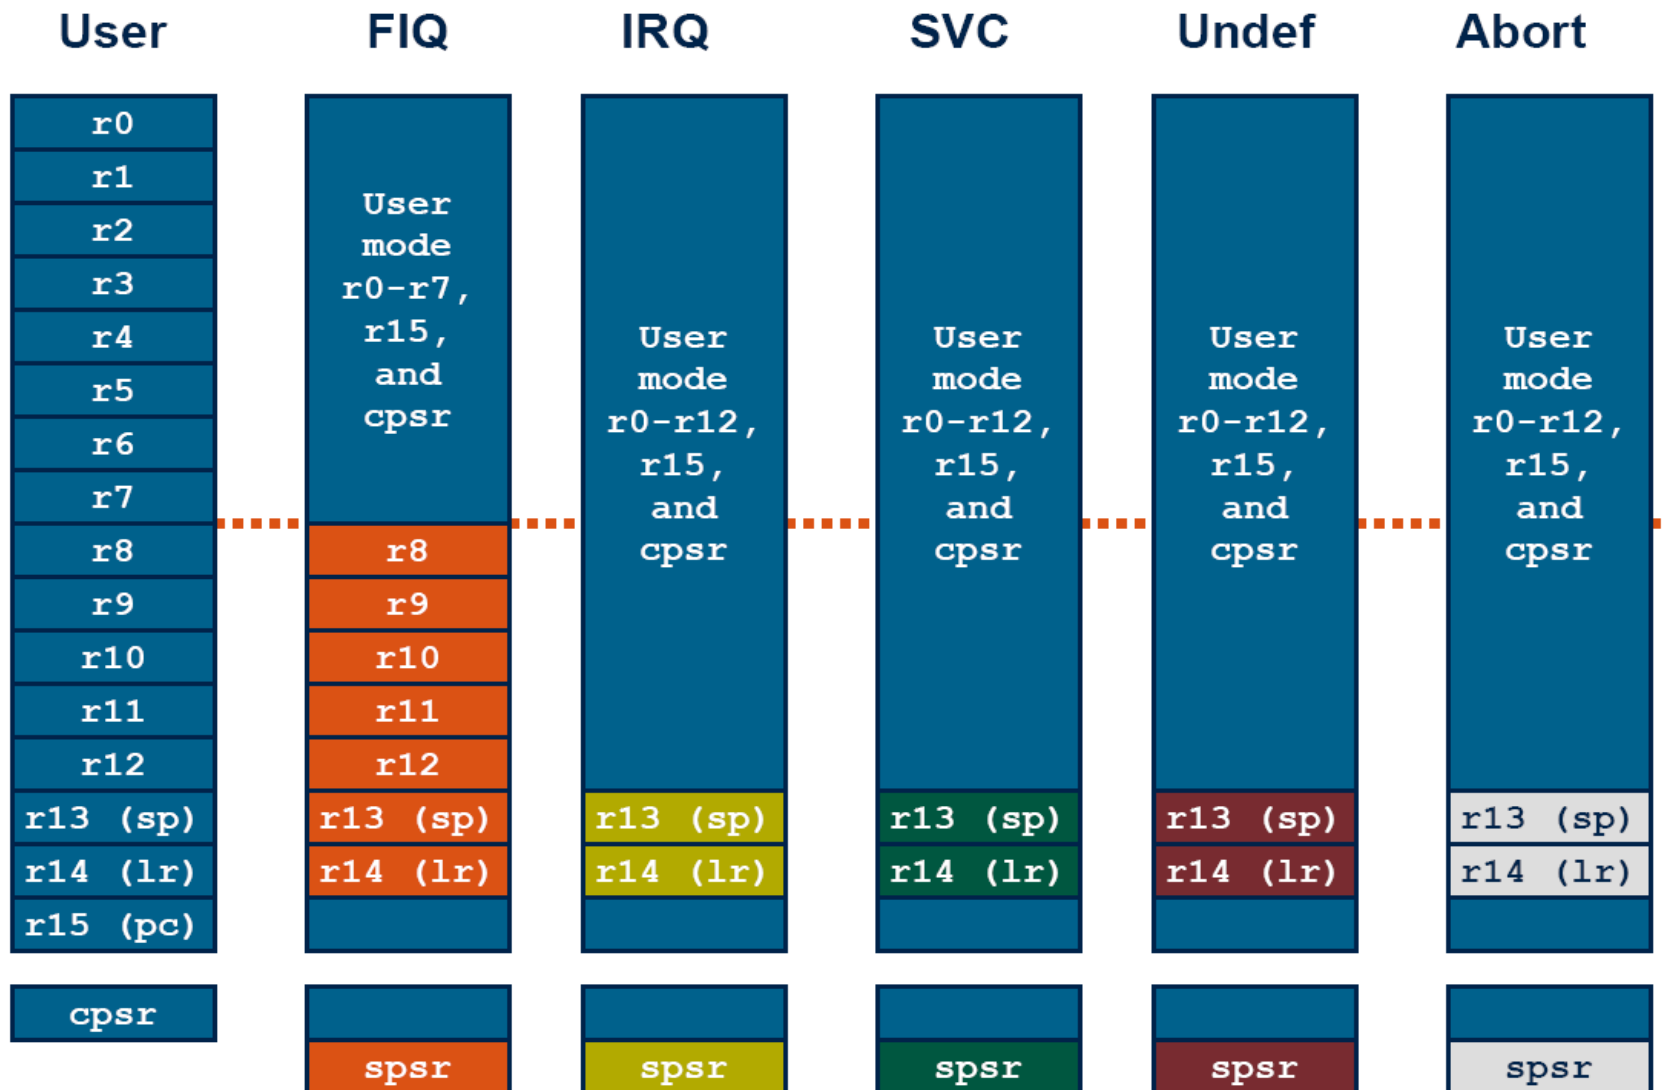 User
FIQ
IRQ
SVC
Undef
Abort
r0
r1
r2
r3
r4
r5
r6
r7
r8
r9
r10
r11
r12
r13 (sp)
r14 (lr)
r15 (pc)
cpsr
User
mode
r0-r7,
r15,
and
cpsr
r8
r9
r10
r11
r12
r13 (sp)
r14 (lr)
spsr
User
mode
r0-r12,
r15,
and
cpsr
r13 (sp)
r14 (lr)
spsr
User
mode
r0-r12,
r15,
and
cpsr
r13 (sp)
r14 (lr)
spsr
User
mode
r0-r12,
r15,
and
cpsr
r13 (sp)
r14 (lr)
spsr
User
mode
r0-r12,
r15,
and
cpsr
r13 (sp)
r14 (lr)
spsr